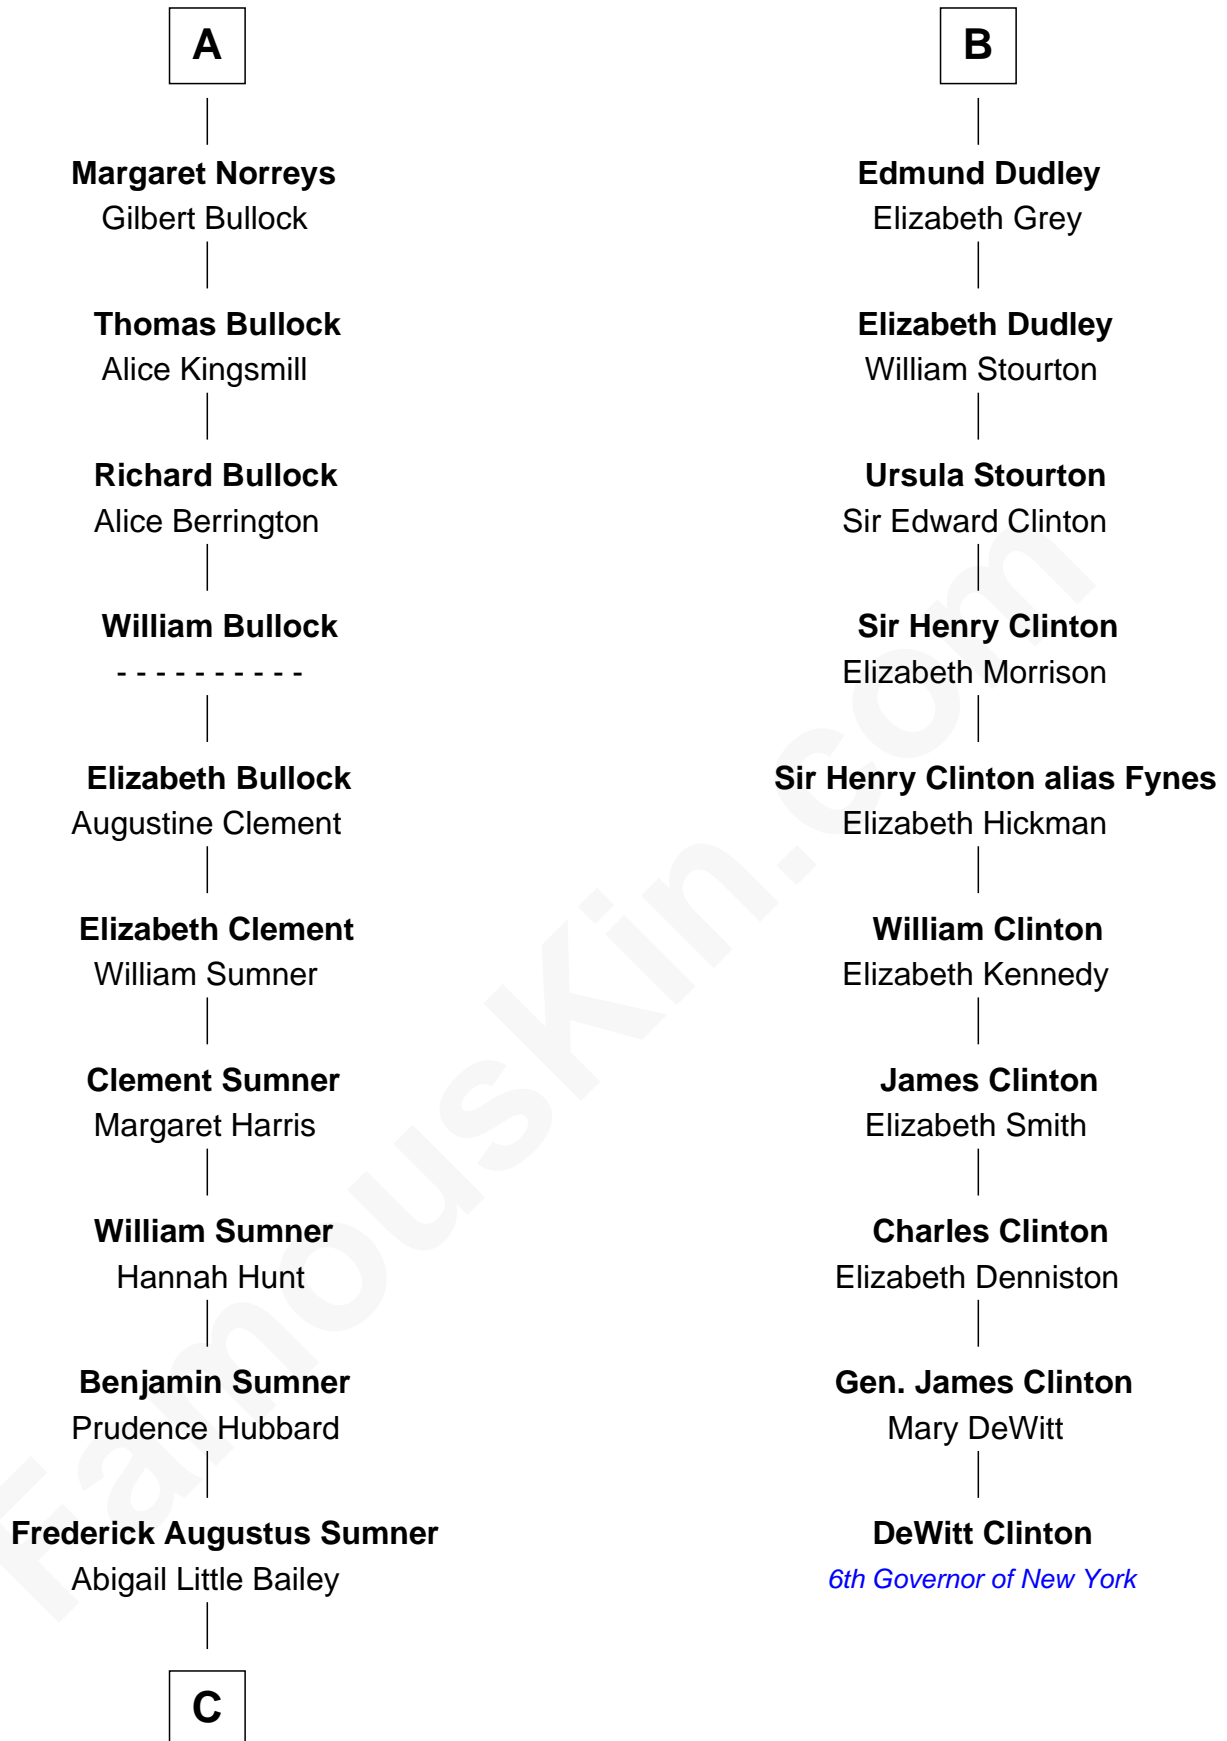 A
Margaret Norreys
Gilbert Bullock
Thomas Bullock
Alice Kingsmill
Richard Bullock
Alice Berrington
William Bullock
- - - - - - - - - -
Elizabeth Bullock
Augustine Clement
Elizabeth Clement
William Sumner
Clement Sumner
Margaret Harris
William Sumner
Hannah Hunt
Benjamin Sumner
Prudence Hubbard
Frederick Augustus Sumner
Abigail Little Bailey
C
B
Edmund Dudley
Elizabeth Grey
Elizabeth Dudley
William Stourton
Ursula Stourton
Sir Edward Clinton
Sir Henry Clinton
Elizabeth Morrison
Sir Henry Clinton alias Fynes
Elizabeth Hickman
William Clinton
Elizabeth Kennedy
James Clinton
Elizabeth Smith
Charles Clinton
Elizabeth Denniston
Gen. James Clinton
Mary DeWitt
DeWitt Clinton
6th Governor of New York
FamousKin.com